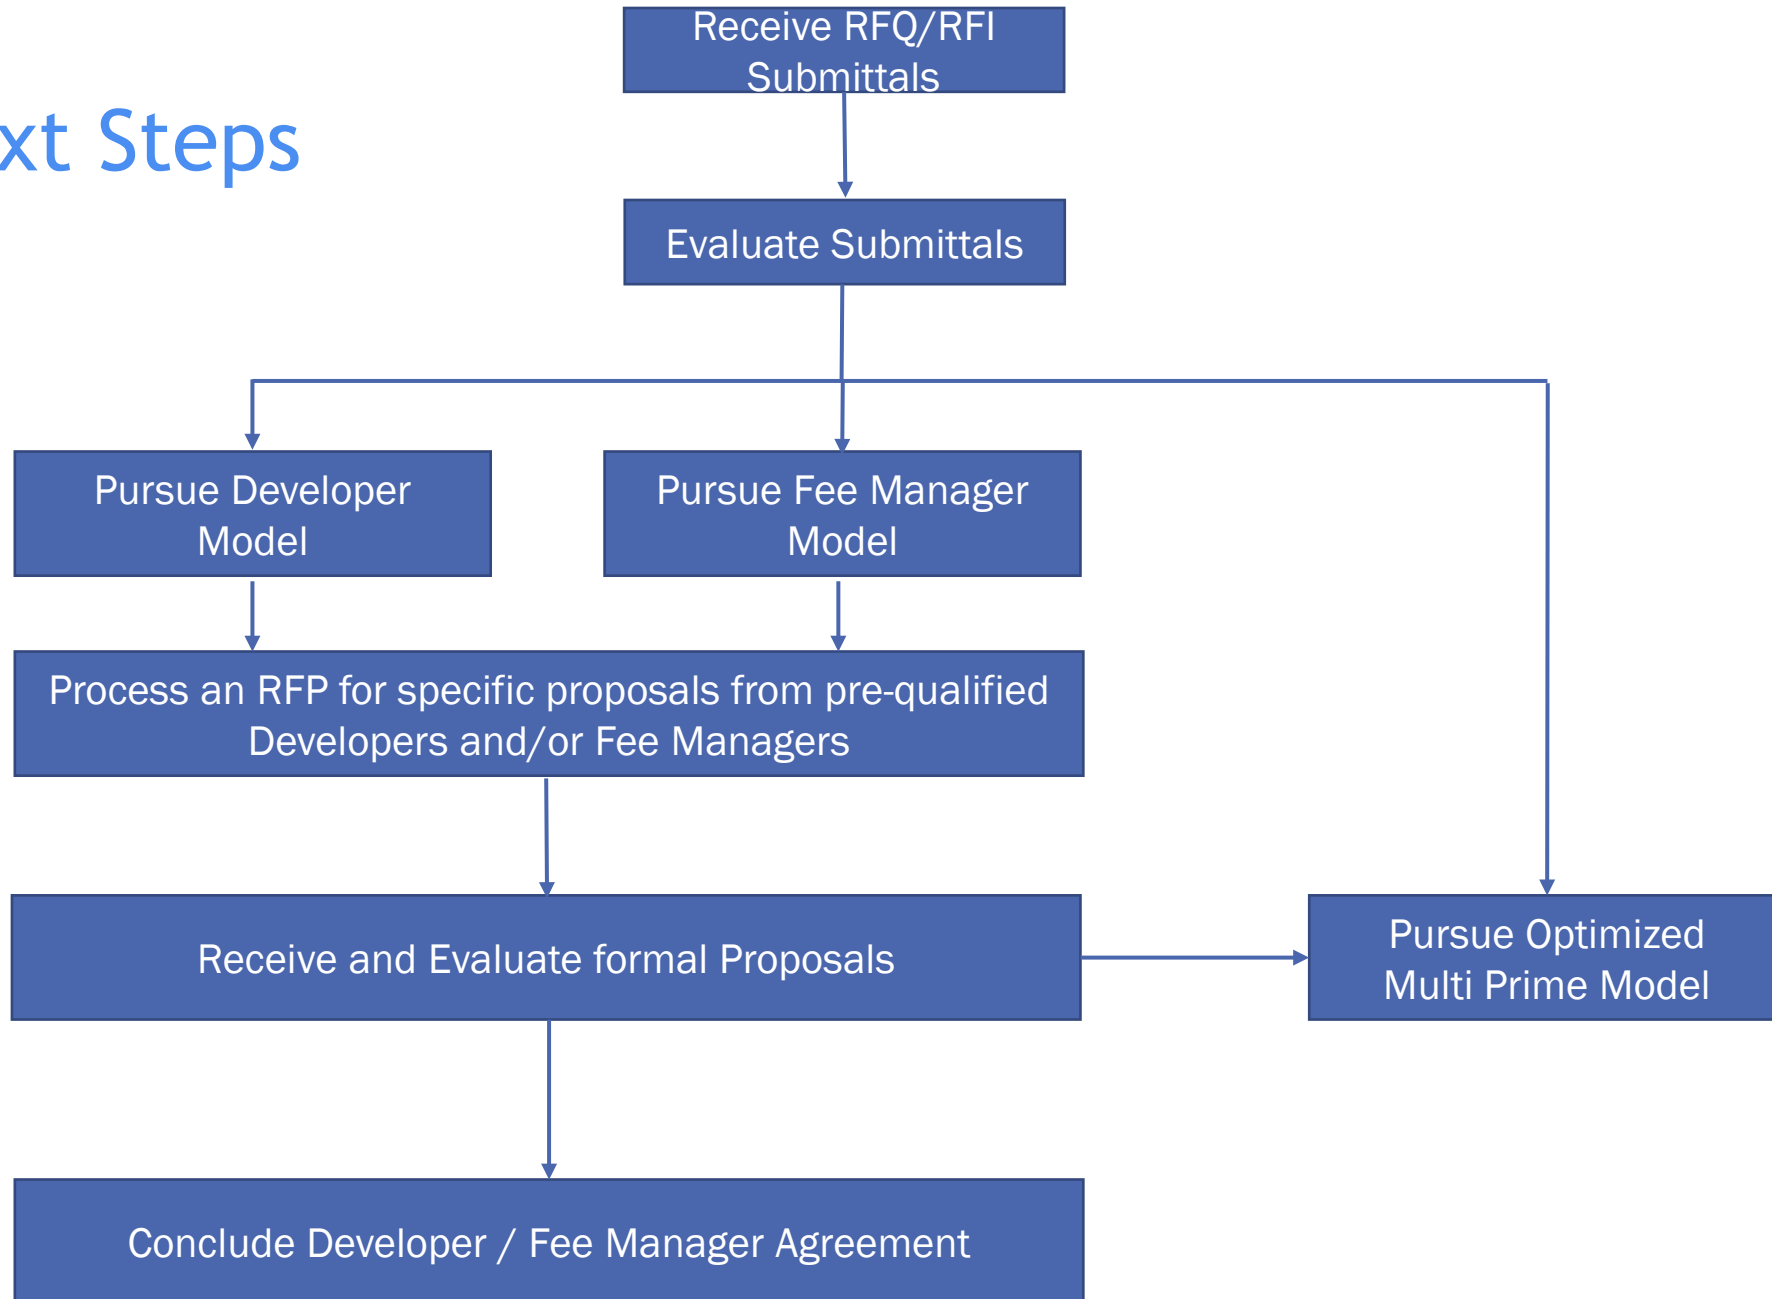 Receive RFQ/RFI
Submittals
xt Steps
Evaluate Submittals
Pursue Developer
Model
Pursue Fee Manager
Model
Process an RFP for specific proposals from pre-qualified
Developers and/or Fee Managers
Receive and Evaluate formal Proposals
Pursue Optimized
Multi Prime Model
Conclude Developer / Fee Manager Agreement